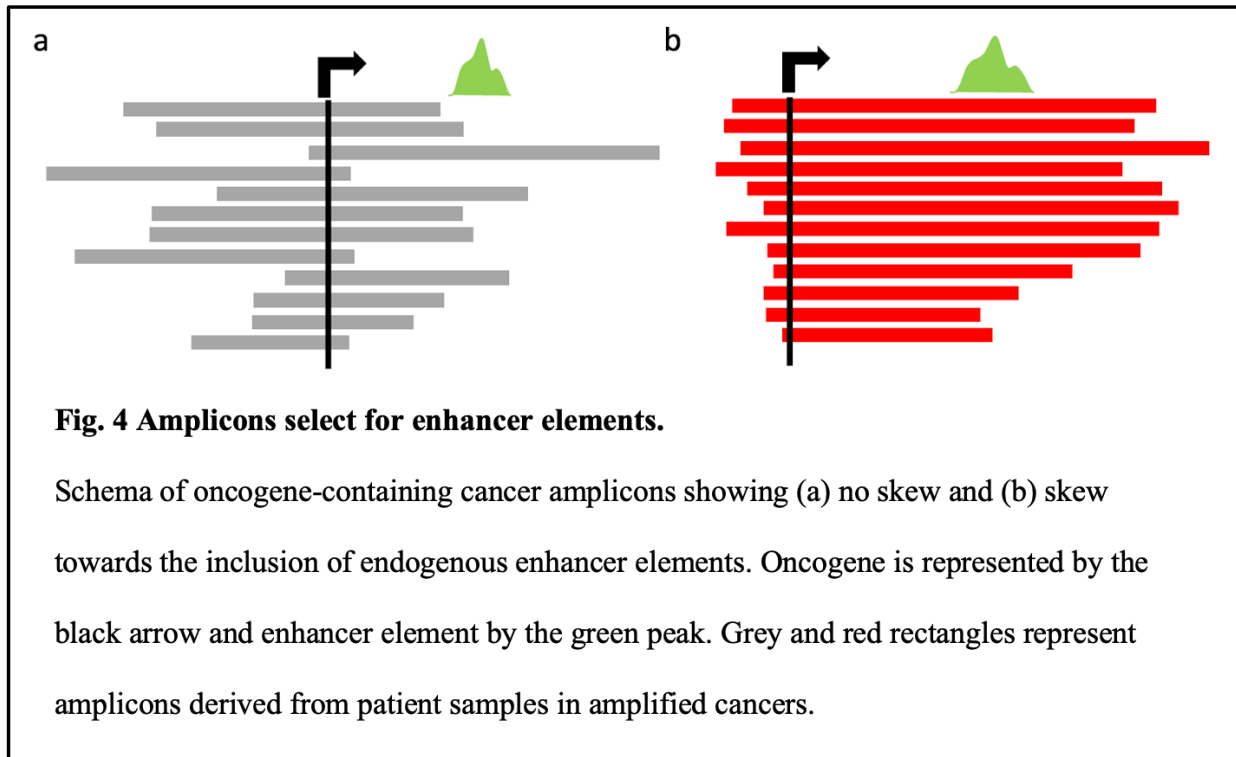 a
b
Fig. 4 Amplicons select for enhancer elements.
Schema of oncogene-containing cancer amplicons showing (a) no skew and (b) skew
towards the inclusion of endogenous enhancer elements. Oncogene is represented by the
black arrow and enhancer element by the green peak. Grey and red rectangles represent
amplicons derived from patient samples in amplified cancers.